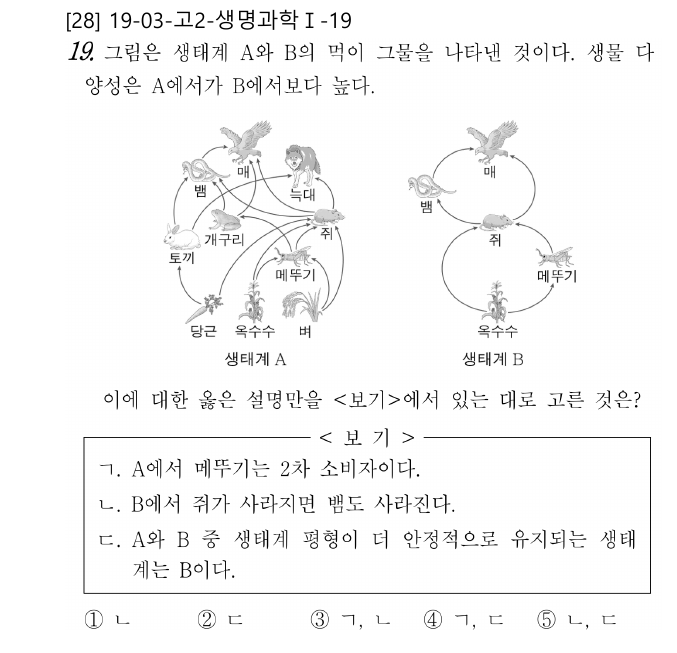 [28] 19-03-고2-생명과학Ⅰ-19
19. 그림은 생태계 A와 B의 먹이 그물을 나타낸 것이다. 생물 다
양성은 A에서가 B에서보다 높다.
매
뱀
늑대
개구리
쥐
토끼
메뚜기
당근
옥수수
벼
생태계 A
매
뱀
쥐
메뚜기
옥수수
생태계 B
이에 대한 옳은 설명만을 <보기>에서 있는 대로 고른 것은?
< 보 기 >
ㄱ. A에서 메뚜기는 2차 소비자이다.
ㄴ. B에서 쥐가 사라지면 뱀도 사라진다.
ㄷ. A와 B 중 생태계 평형이 더 안정적으로 유지되는 생태
계는 B이다.
① ㄴ ② ㄷ ③ ㄱ, ㄴ ④ ㄱ, ㄷ ⑤ ㄴ, ㄷ